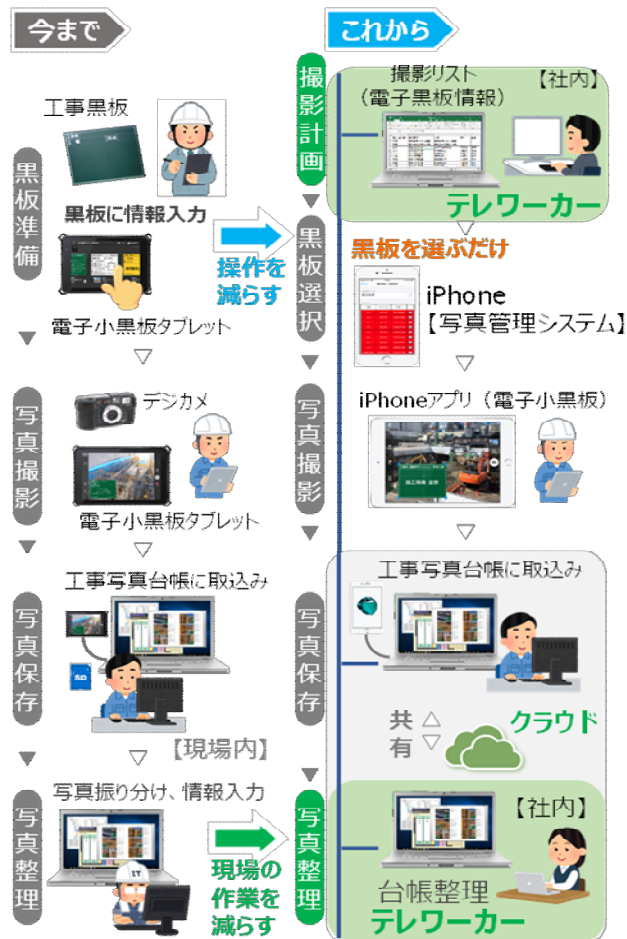 今まで
工事黒板
黒板準備
黒板に情報入力
電子小黒板タブレット
操作を
減らす
写真撮影
デジカメ
電子小黒板タブレット
工事写真台帳に取込み
写真保存
SD
【現場内】
写真振り分け、情報入力
写真整理
IT
現場の
作業を
減らす
これから
撮影計画
撮影リスト
（電子黒板情報）
【社内】
テレワーカー
黒板を選ぶだけ
黒板選択
iPhone
【写真管理システム】
写真撮影
iPhoneアプリ（電子小黒板）
工事写真台帳に取込み
写真保存
共有
クラウド
写真整理
【社内】
台帳整理
テレワーカー